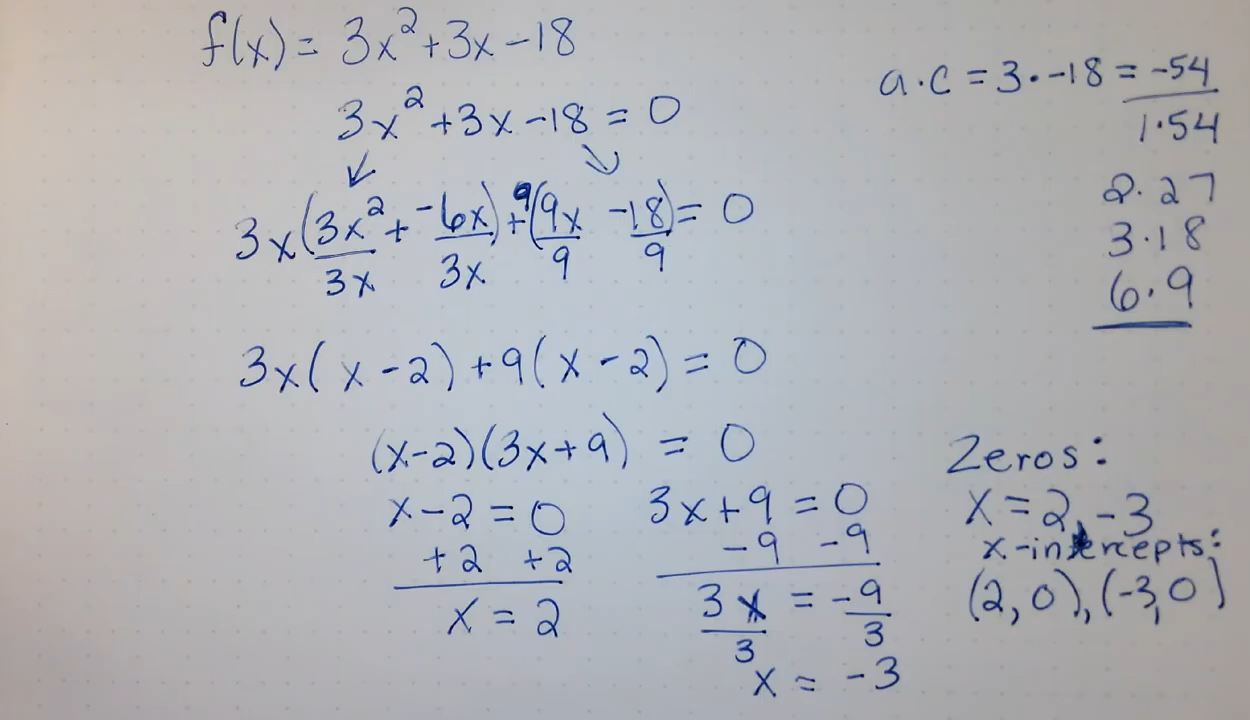 f(x) = 3x² + 3x - 18
3x² + 3x - 18 = 0
3x(3x²/3x + -6x/3x) + 9(9x/9 -18/9) = 0
3x(x - 2) + 9(x - 2) = 0
(x-2)(3x+9) = 0
x - 2 = 0
+2 +2
x = 2
3x + 9 = 0
-9 -9
3x/3 = -9/3
x = -3
a·c = 3·-18 = -54
1·54
2·27
3·18
6·9
Zeros:
x = 2, -3
x-intercepts:
(2, 0), (-3, 0)